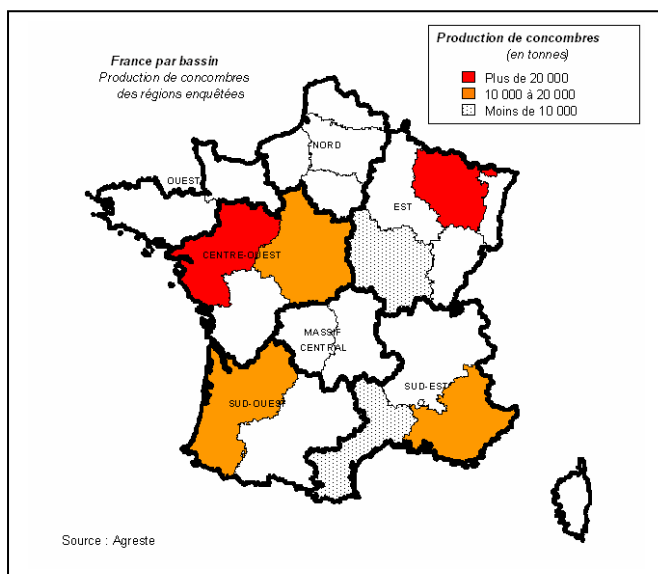 France par bassin
Production de concombres
des régions enquêtées
Production de concombres
(en tonnes)
Plus de 20 000
10 000 à 20 000
Moins de 10 000
NORD
OUEST
EST
CENTRE-OUEST
MASSIF
CENTRAL
SUD-EST
SUD-OUEST
Source : Agreste